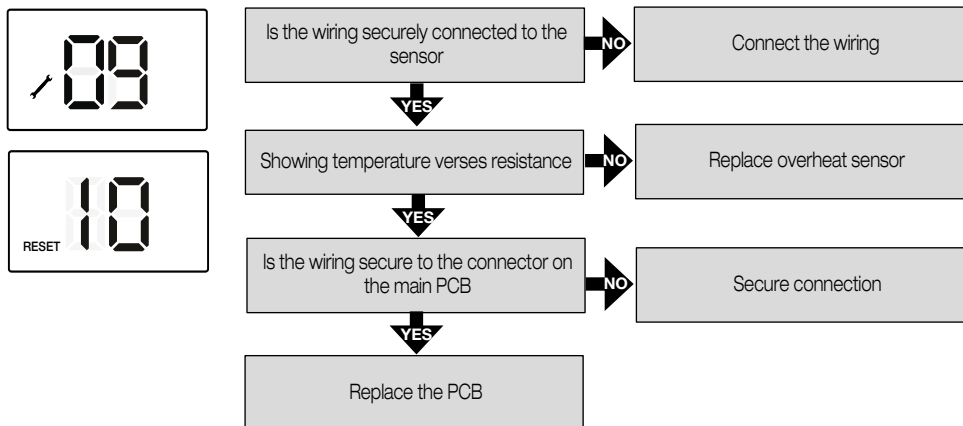 09
RESET 10
Is the wiring securely connected to the
sensor
NO
Connect the wiring
YES
Showing temperature verses resistance
NO
Replace overheat sensor
YES
Is the wiring secure to the connector on
the main PCB
NO
Secure connection
YES
Replace the PCB